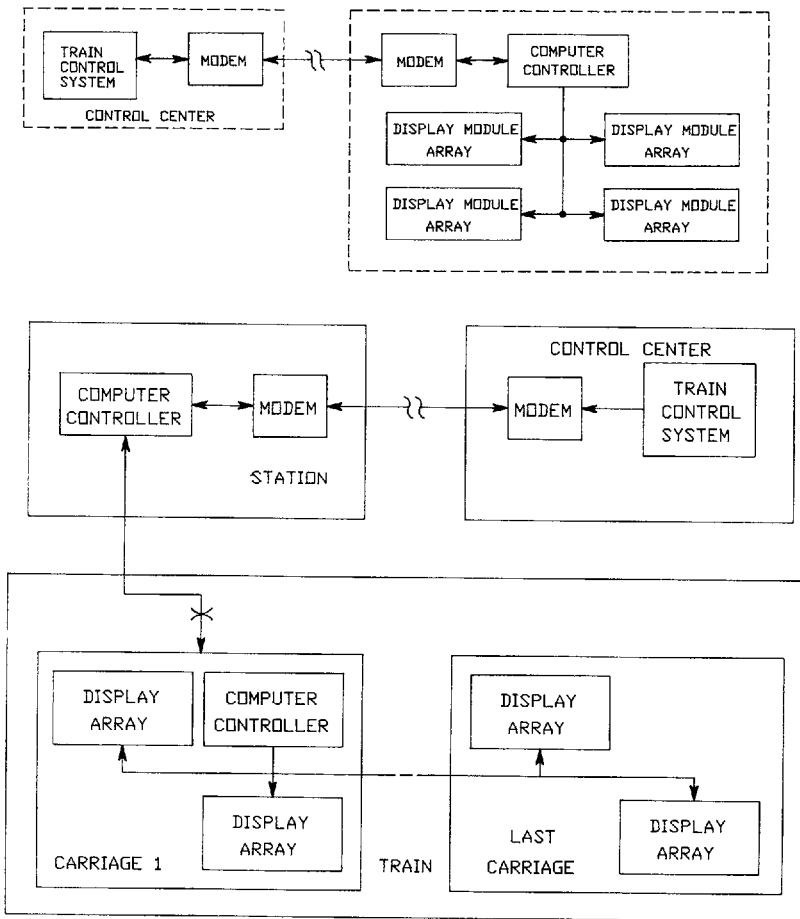 TRAIN
CONTROL
SYSTEM
MODEM
CONTROL CENTER
MODEM
COMPUTER
CONTROLLER
DISPLAY MODULE
ARRAY
DISPLAY MODULE
ARRAY
DISPLAY MODULE
ARRAY
DISPLAY MODULE
ARRAY
COMPUTER
CONTROLLER
MODEM
STATION
CONTROL CENTER
MODEM
TRAIN
CONTROL
SYSTEM
DISPLAY
ARRAY
COMPUTER
CONTROLLER
DISPLAY
ARRAY
CARRIAGE 1
TRAIN
DISPLAY
ARRAY
LAST
CARRIAGE
DISPLAY
ARRAY